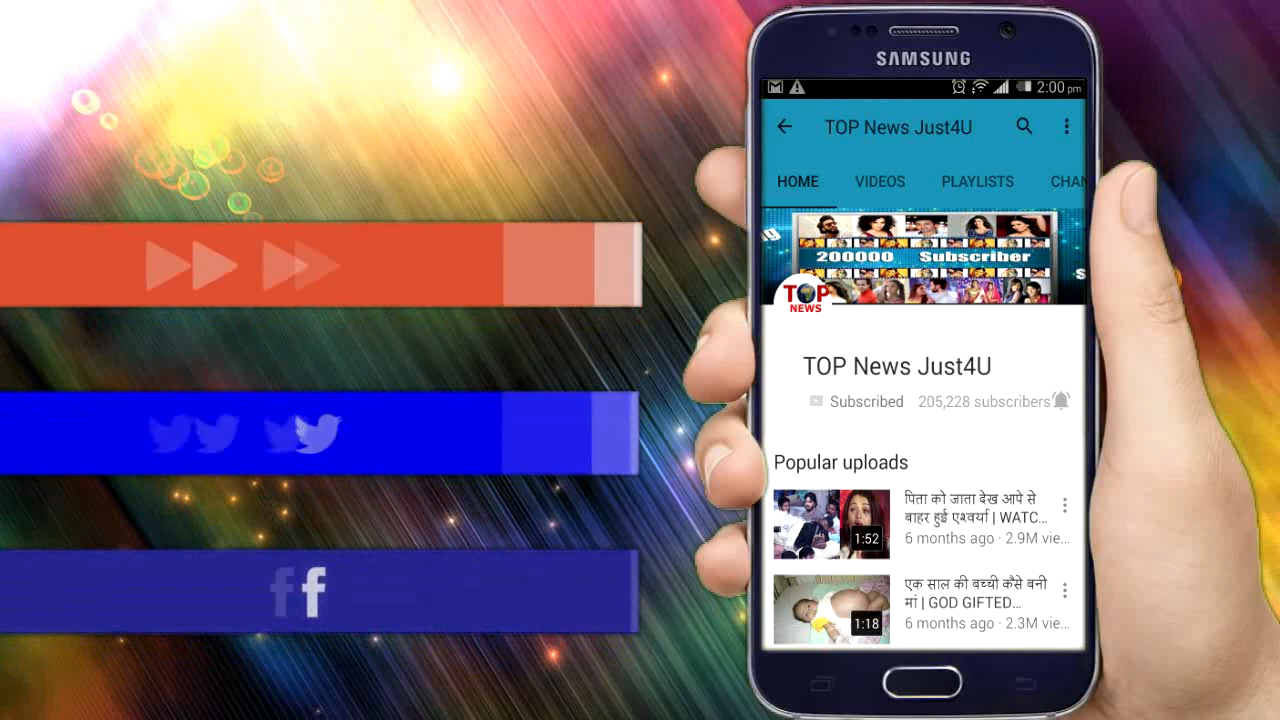 SAMSUNG
2:00 pm
TOP News Just4U
HOME VIDEOS PLAYLISTS CHAN
200000 Subscriber
S
TOP
NEWS
TOP News Just4U
Subscribed 205,228 subscribers
Popular uploads
पिता को जाता देख आपे से
बाहर हुई एश्वर्या | WATC...
1:52
6 months ago · 2.9M vie...
एक साल की बच्ची कैसे बनी
मां | GOD GIFTED...
1:18
6 months ago · 2.3M vie...